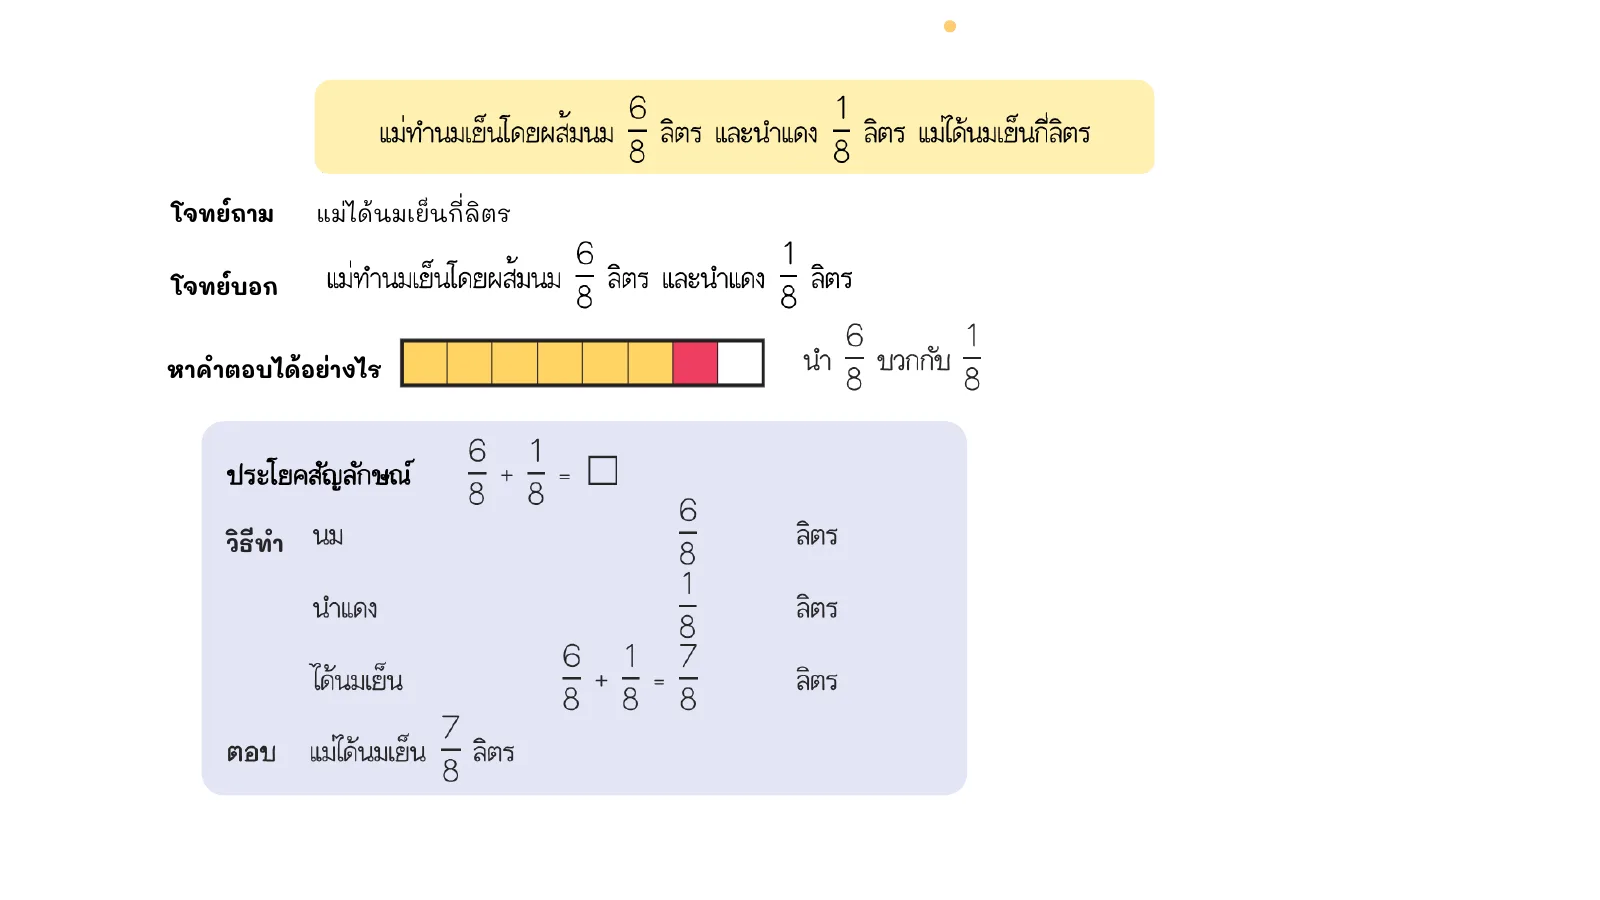 แม่ทำนมเย็นโดยผสมนม 6/8 ลิตร และน้ำแดง 1/8 ลิตร แม่ได้นมเย็นกี่ลิตร
โจทย์ถาม แม่ได้นมเย็นกี่ลิตร
โจทย์บอก แม่ทำนมเย็นโดยผสมนม 6/8 ลิตร และน้ำแดง 1/8 ลิตร
หาคำตอบได้อย่างไร นำ 6/8 บวกกับ 1/8
ประโยคสัญลักษณ์ 6/8 + 1/8 = □
วิธีทำ นม 6/8 ลิตร
น้ำแดง 1/8 ลิตร
ได้นมเย็น 6/8 + 1/8 = 7/8 ลิตร
ตอบ แม่ได้นมเย็น 7/8 ลิตร